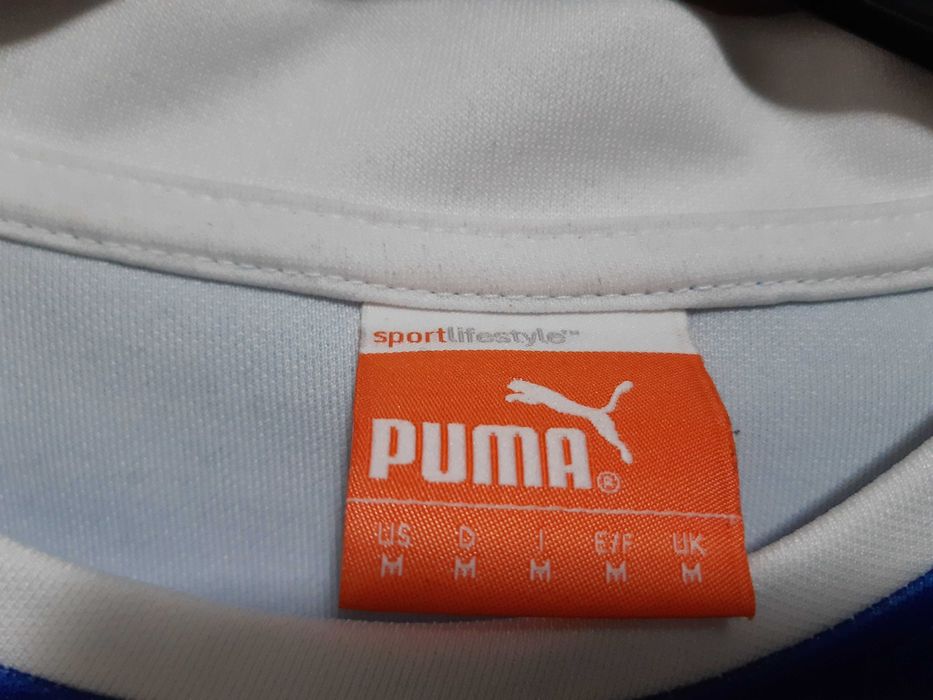 sportlifestyle™
PUMA®
US D I E/F UK
M M M M M